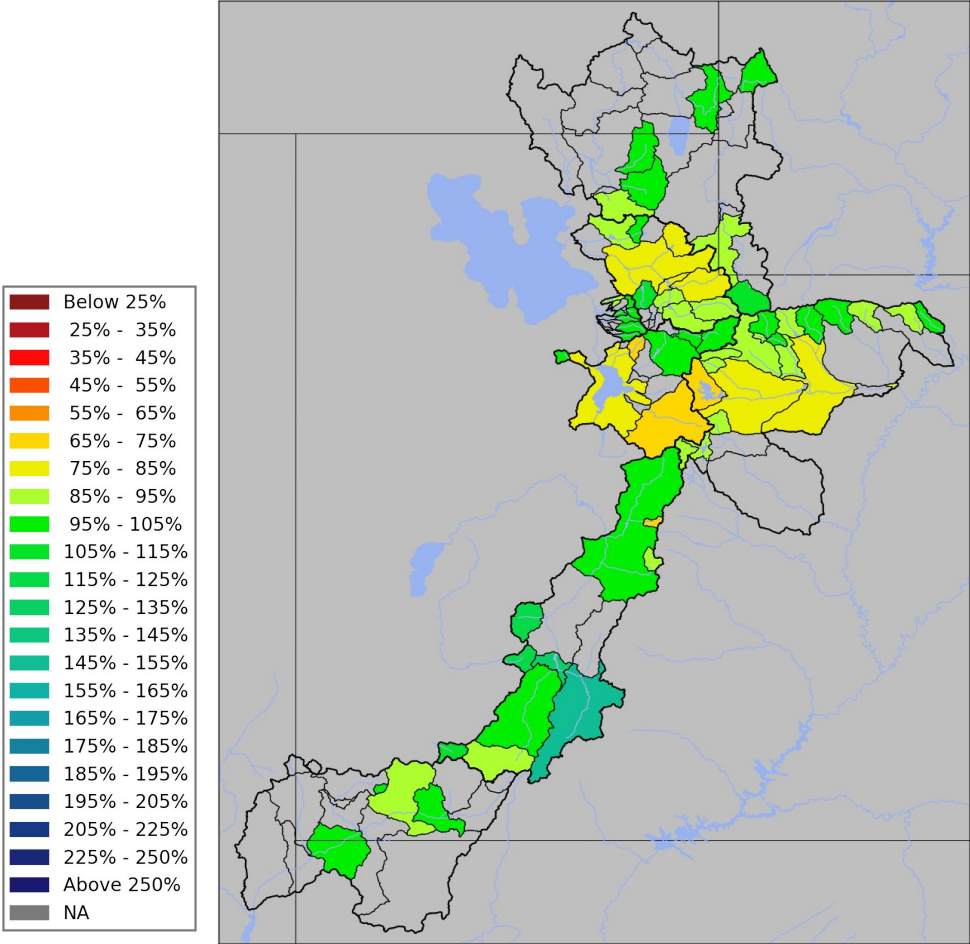 Below 25%
25% - 35%
35% - 45%
45% - 55%
55% - 65%
65% - 75%
75% - 85%
85% - 95%
95% - 105%
105% - 115%
115% - 125%
125% - 135%
135% - 145%
145% - 155%
155% - 165%
165% - 175%
175% - 185%
185% - 195%
195% - 205%
205% - 225%
225% - 250%
Above 250%
NA